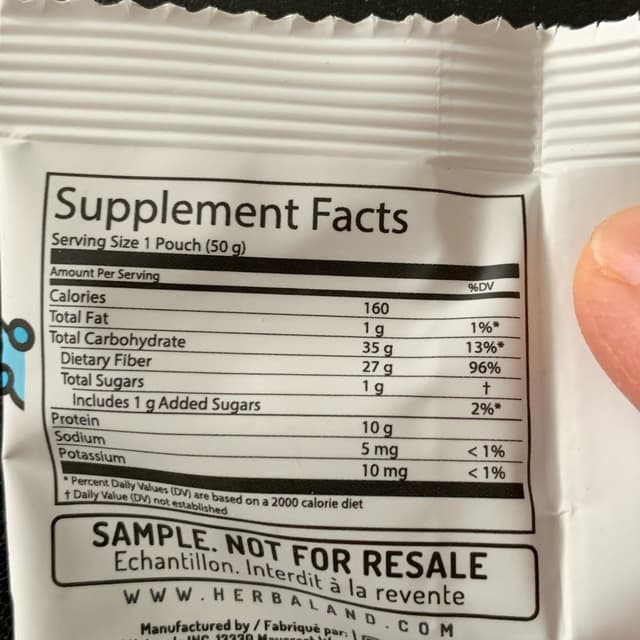 Supplement Facts
Serving Size 1 Pouch (50 g)
Amount Per Serving %DV
Calories 160
Total Fat 1 g 1%*
Total Carbohydrate 35 g 13%*
Dietary Fiber 27 g 96%
Total Sugars 1 g †
Includes 1 g Added Sugars 2%*
Protein 10 g
Sodium 5 mg < 1%
Potassium 10 mg < 1%
* Percent Daily Values (DV) are based on a 2000 calorie diet
† Daily Value (DV) not established
SAMPLE. NOT FOR RESALE
Echantillon. Interdit à la revente
WWW.HERBALAND.COM
Manufactured by / Fabriqué par:
INC. 13330